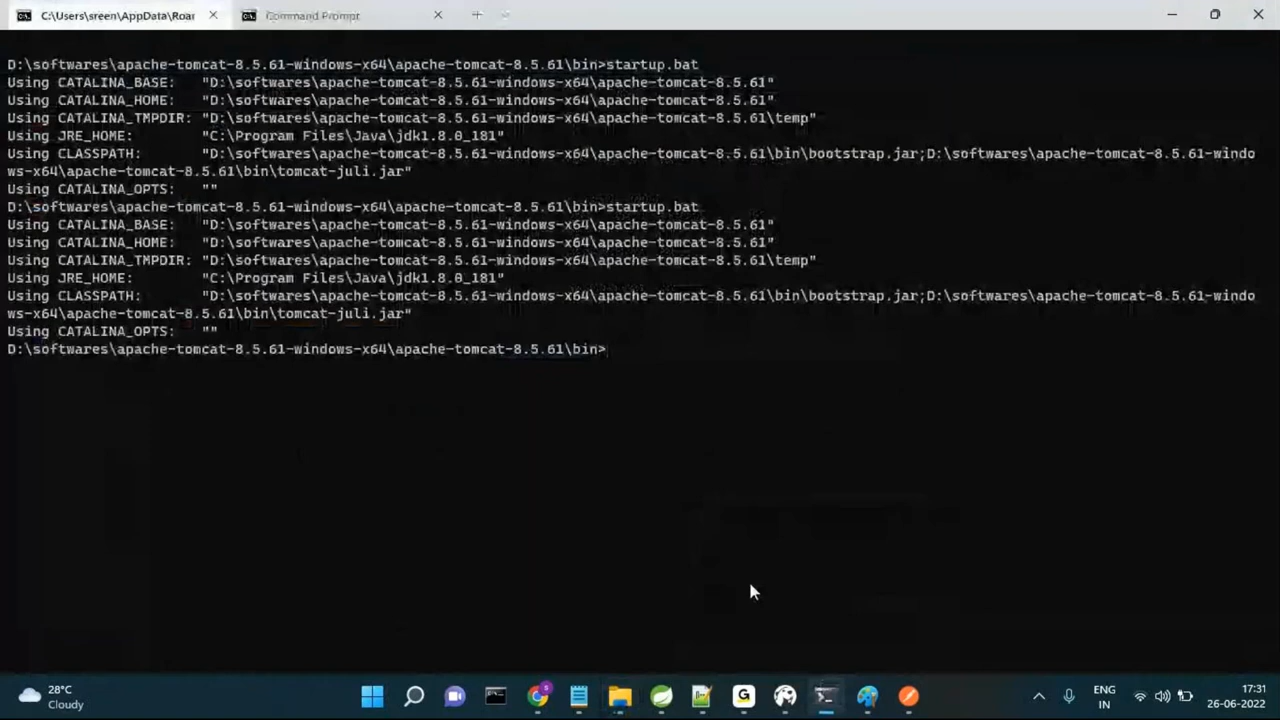 C:\Users\sreen\AppData\Roar
Command Prompt
D:\softwares\apache-tomcat-8.5.61-windows-x64\apache-tomcat-8.5.61\bin>startup.bat
Using CATALINA_BASE:   "D:\softwares\apache-tomcat-8.5.61-windows-x64\apache-tomcat-8.5.61"
Using CATALINA_HOME:   "D:\softwares\apache-tomcat-8.5.61-windows-x64\apache-tomcat-8.5.61"
Using CATALINA_TMPDIR: "D:\softwares\apache-tomcat-8.5.61-windows-x64\apache-tomcat-8.5.61\temp"
Using JRE_HOME:        "C:\Program Files\Java\jdk1.8.0_181"
Using CLASSPATH:       "D:\softwares\apache-tomcat-8.5.61-windows-x64\apache-tomcat-8.5.61\bin\bootstrap.jar;D:\softwares\apache-tomcat-8.5.61-windo
ws-x64\apache-tomcat-8.5.61\bin\tomcat-juli.jar"
Using CATALINA_OPTS:   ""
D:\softwares\apache-tomcat-8.5.61-windows-x64\apache-tomcat-8.5.61\bin>startup.bat
Using CATALINA_BASE:   "D:\softwares\apache-tomcat-8.5.61-windows-x64\apache-tomcat-8.5.61"
Using CATALINA_HOME:   "D:\softwares\apache-tomcat-8.5.61-windows-x64\apache-tomcat-8.5.61"
Using CATALINA_TMPDIR: "D:\softwares\apache-tomcat-8.5.61-windows-x64\apache-tomcat-8.5.61\temp"
Using JRE_HOME:        "C:\Program Files\Java\jdk1.8.0_181"
Using CLASSPATH:       "D:\softwares\apache-tomcat-8.5.61-windows-x64\apache-tomcat-8.5.61\bin\bootstrap.jar;D:\softwares\apache-tomcat-8.5.61-windo
ws-x64\apache-tomcat-8.5.61\bin\tomcat-juli.jar"
Using CATALINA_OPTS:   ""
D:\softwares\apache-tomcat-8.5.61-windows-x64\apache-tomcat-8.5.61\bin>
28°C
Cloudy
ENG
IN
17:31
26-06-2022